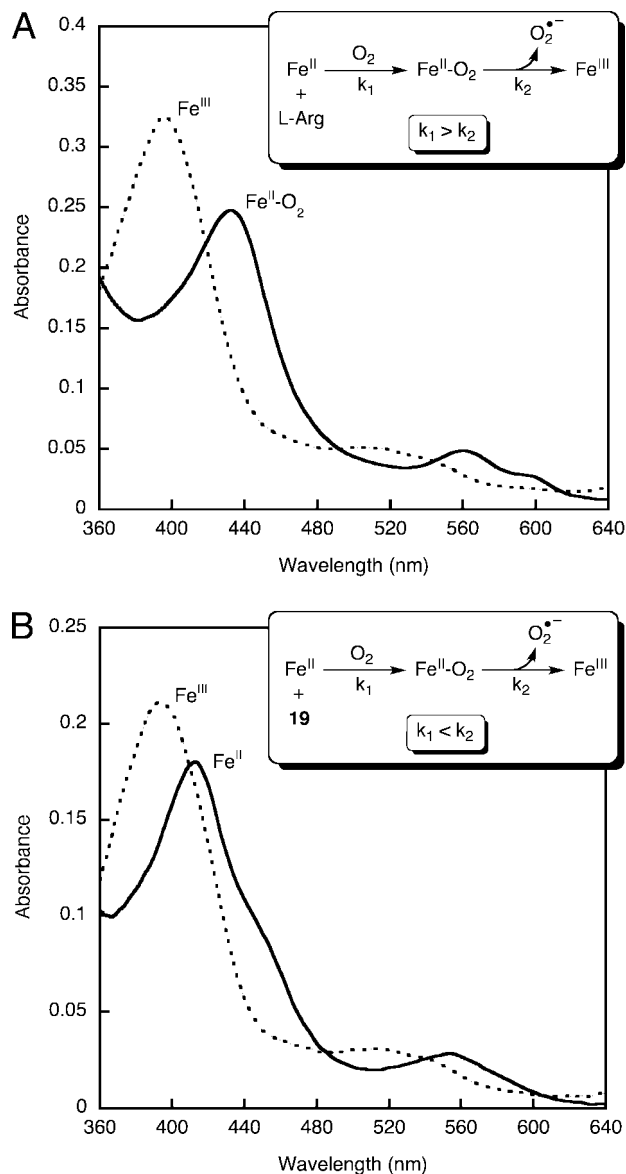 A
0.4
0.35
0.3
0.25
0.2
0.15
0.1
0.05
0
Absorbance
360 400 440 480 520 560 600 640
Wavelength (nm)
Fe^III
Fe^II-O₂
O₂•−
Fe^II O₂ Fe^II-O₂ Fe^III
k₁ k₂
+
L-Arg
k₁ > k₂
B
0.25
0.2
0.15
0.1
0.05
0
Absorbance
360 400 440 480 520 560 600 640
Wavelength (nm)
Fe^III
Fe^II
O₂•−
Fe^II O₂ Fe^II-O₂ Fe^III
k₁ k₂
+
19
k₁ < k₂